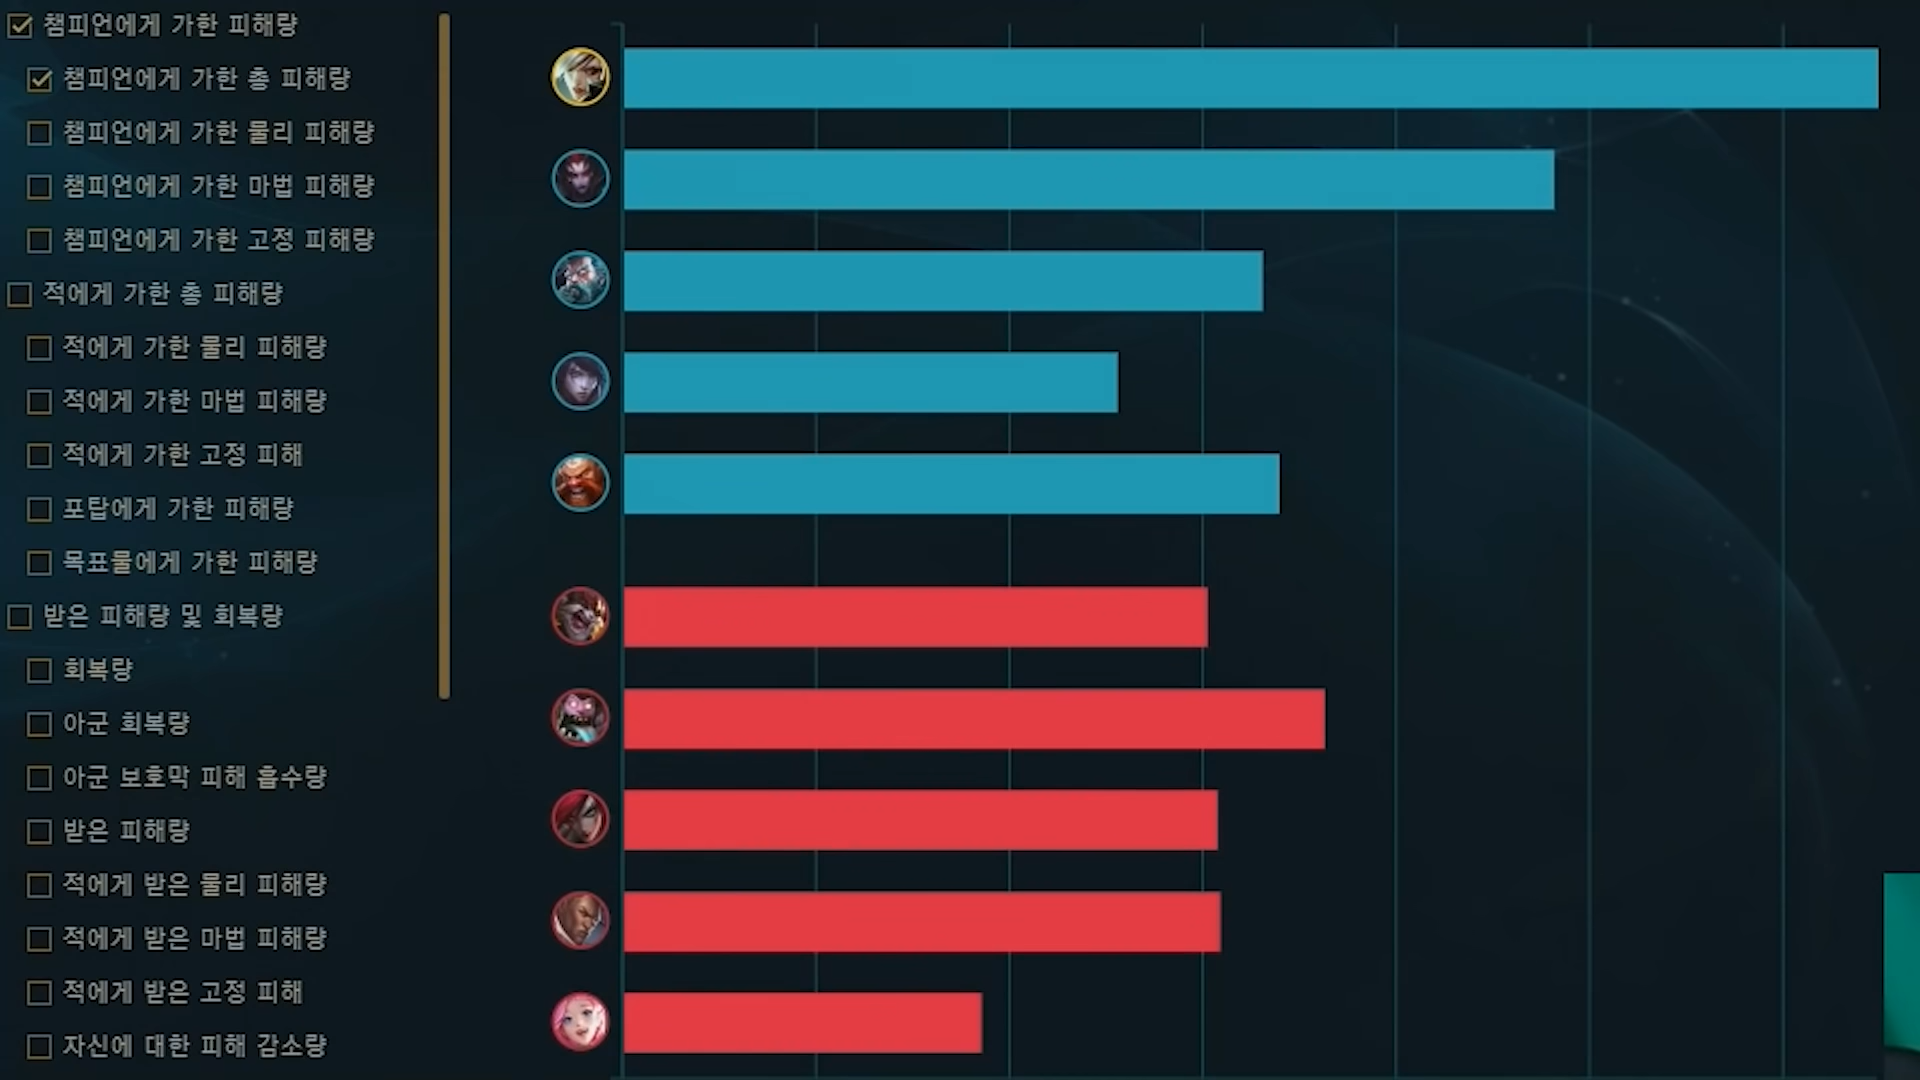 챔피언에게 가한 피해량
챔피언에게 가한 총 피해량
챔피언에게 가한 물리 피해량
챔피언에게 가한 마법 피해량
챔피언에게 가한 고정 피해량
적에게 가한 총 피해량
적에게 가한 물리 피해량
적에게 가한 마법 피해량
적에게 가한 고정 피해
포탑에게 가한 피해량
목표물에게 가한 피해량
받은 피해량 및 회복량
회복량
아군 회복량
아군 보호막 피해 흡수량
받은 피해량
적에게 받은 물리 피해량
적에게 받은 마법 피해량
적에게 받은 고정 피해
자신에 대한 피해 감소량